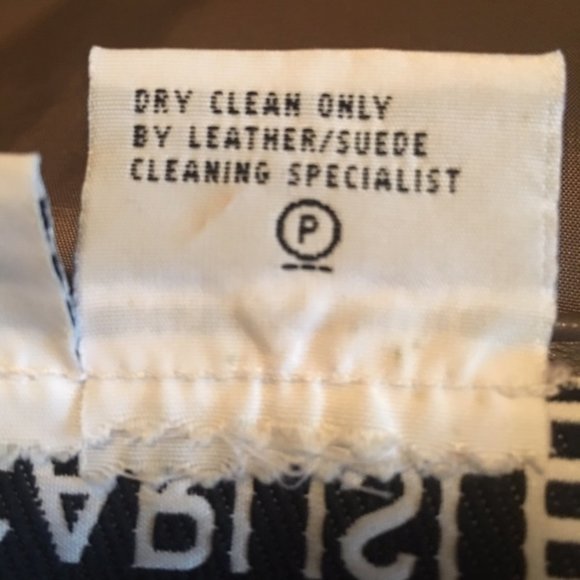 DRY CLEAN ONLY
BY LEATHER/SUEDE
CLEANING SPECIALIST
P